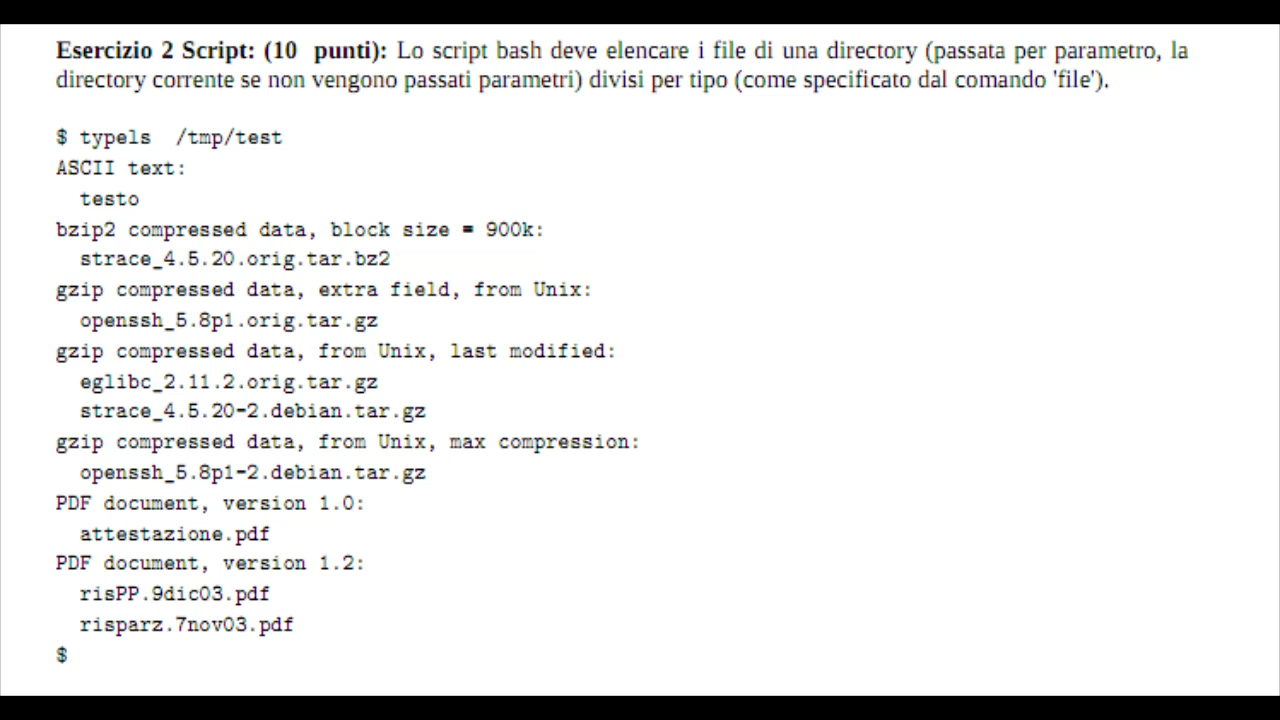 Esercizio 2 Script: (10 punti): Lo script bash deve elencare i file di una directory (passata per parametro, la
directory corrente se non vengono passati parametri) divisi per tipo (come specificato dal comando 'file').
$ typels /tmp/test
ASCII text:
testo
bzip2 compressed data, block size = 900k:
strace_4.5.20.orig.tar.bz2
gzip compressed data, extra field, from Unix:
openssh_5.8p1.orig.tar.gz
gzip compressed data, from Unix, last modified:
eglibc_2.11.2.orig.tar.gz
strace_4.5.20-2.debian.tar.gz
gzip compressed data, from Unix, max compression:
openssh_5.8p1-2.debian.tar.gz
PDF document, version 1.0:
attestazione.pdf
PDF document, version 1.2:
risPP.9dic03.pdf
risparz.7nov03.pdf
$